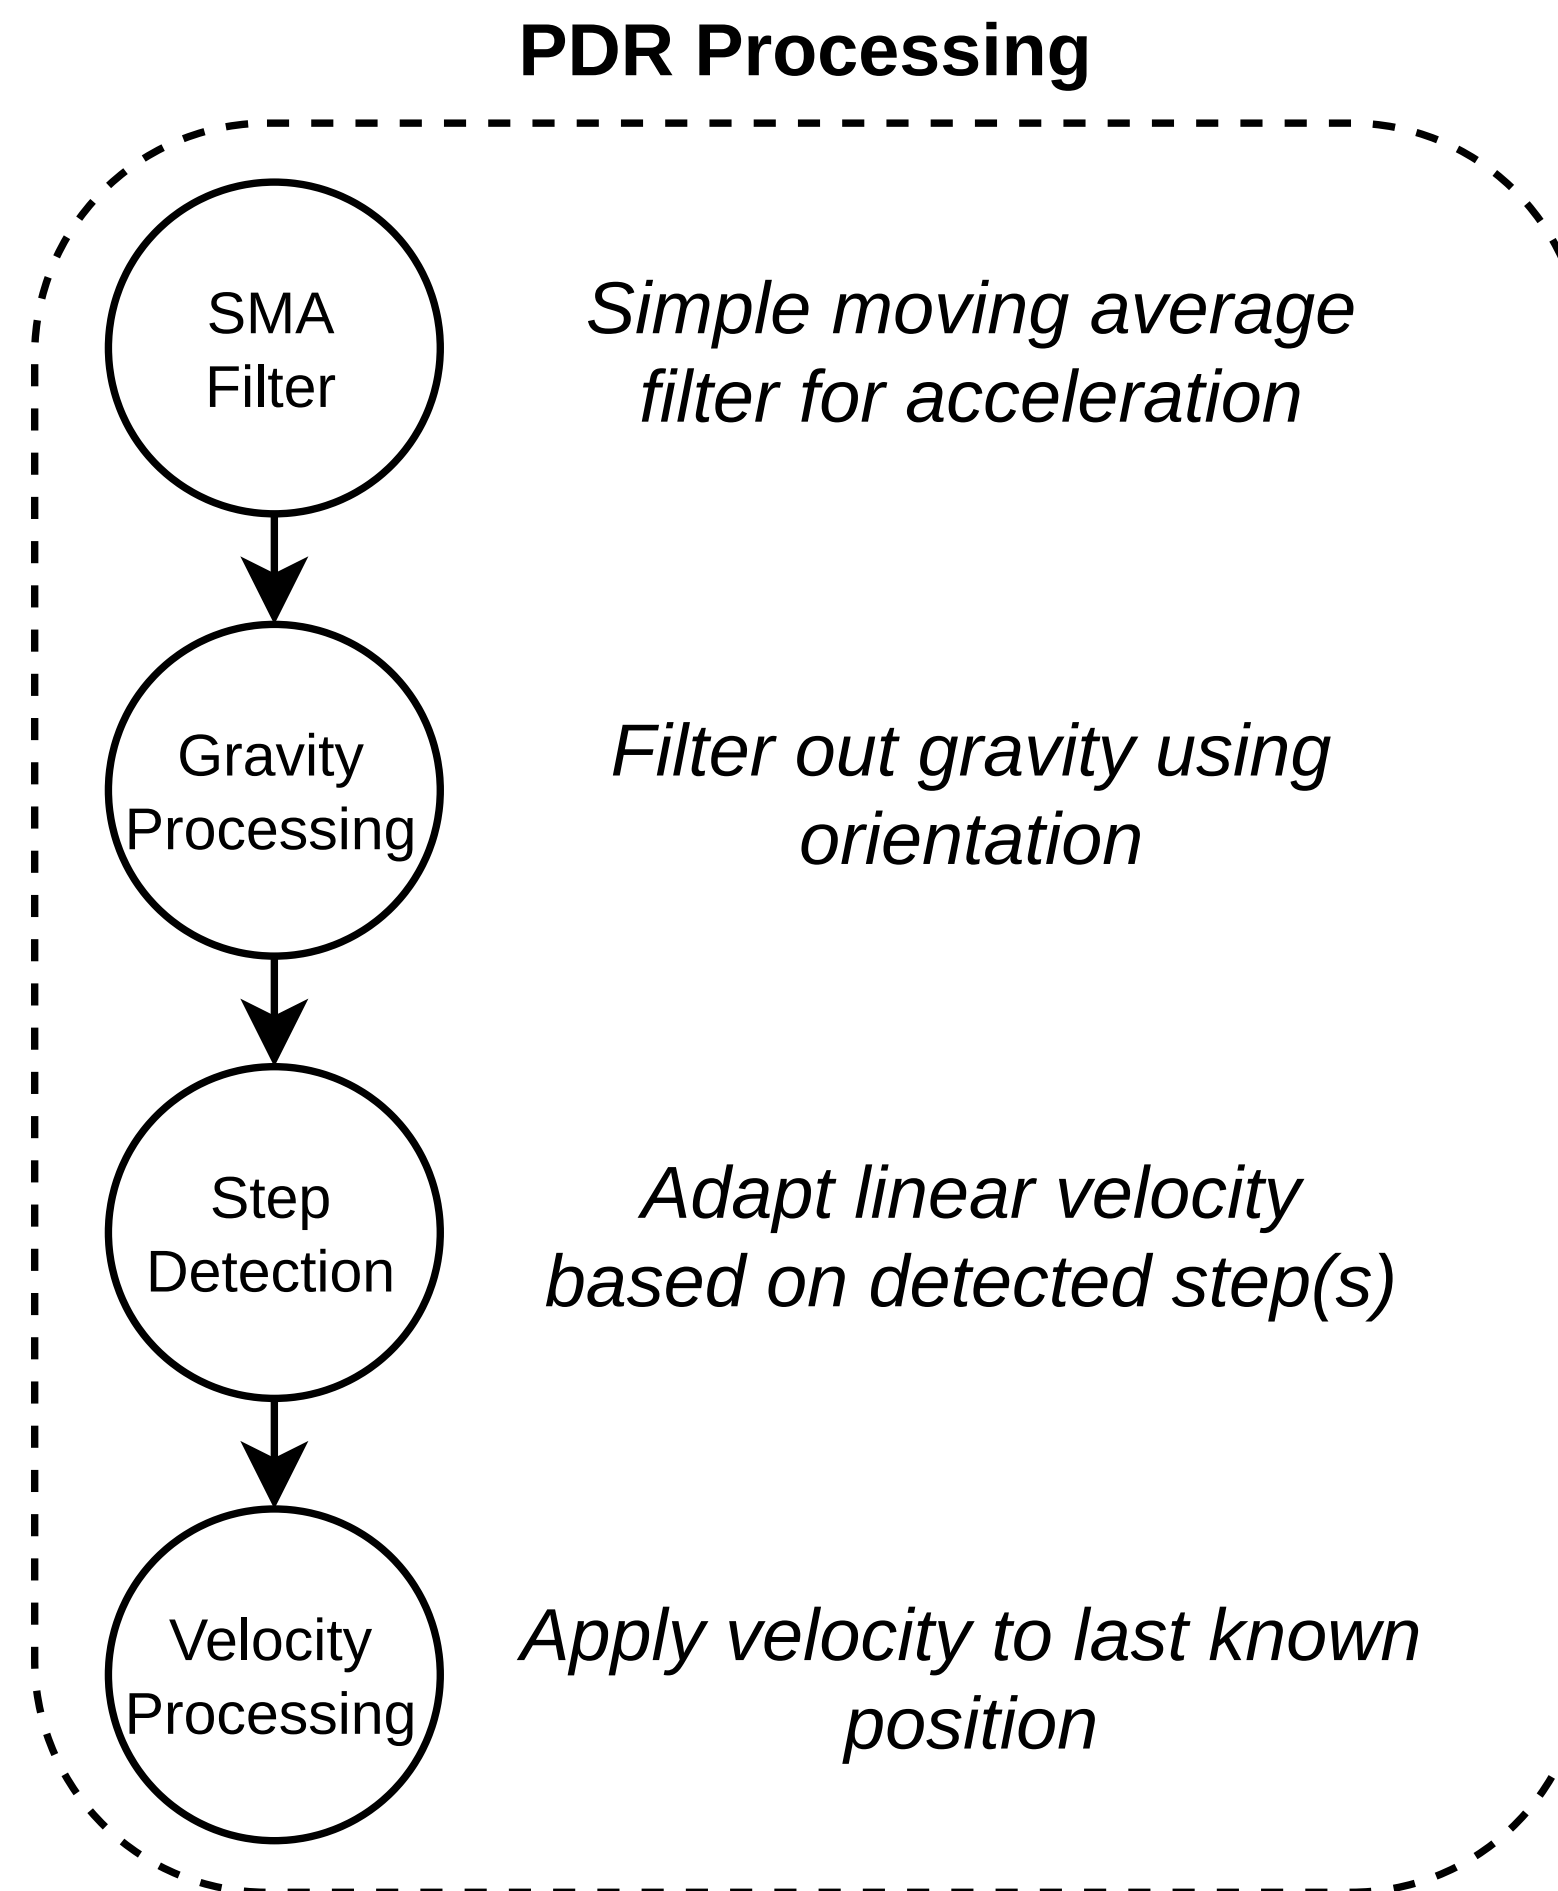 PDR Processing
SMA
Filter
Simple moving average
filter for acceleration
Gravity
Processing
Filter out gravity using
orientation
Step
Detection
Adapt linear velocity
based on detected step(s)
Velocity
Processing
Apply velocity to last known
position